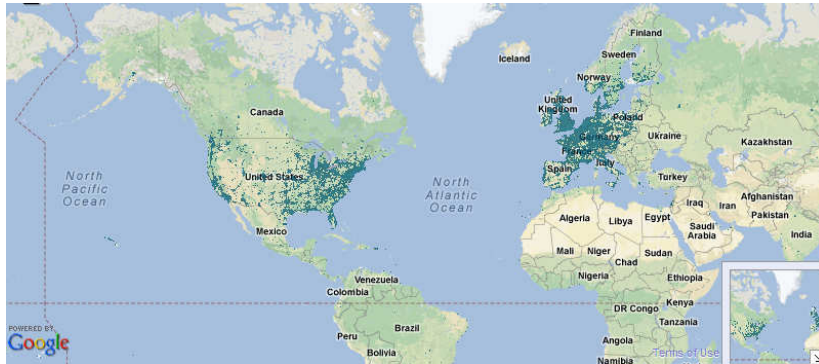 Finland
Sweden
Iceland
Norway
Canada
United
Kingdom
Poland
Germany
Ukraine
France
Kazakhstan
North
Pacific
Ocean
United States
North
Atlantic
Ocean
Spain
Italy
Turkey
Afghanistan
Iraq
Iran
Pakistan
Algeria
Libya
Egypt
Saudi
Arabia
India
Mexico
Mali
Niger
Sudan
Chad
Nigeria
Ethiopia
Venezuela
Colombia
DR Congo
Kenya
Tanzania
Peru
Brazil
Bolivia
Angola
Namibia
POWERED BY
Google
Terms of Use